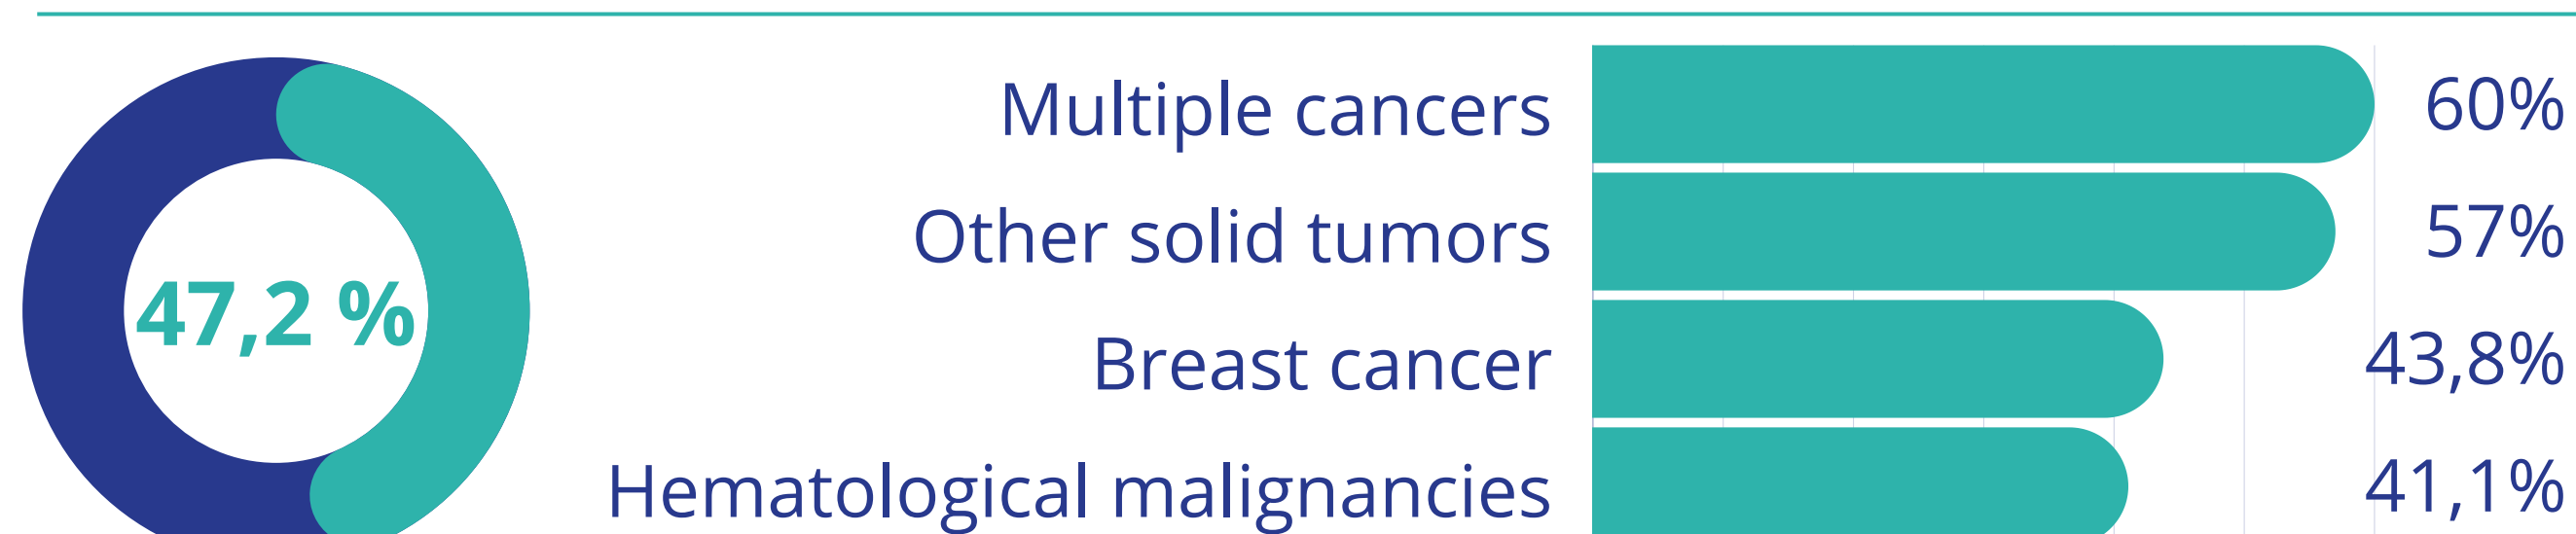 47,2 %
Multiple cancers 60%
Other solid tumors 57%
Breast cancer 43,8%
Hematological malignancies 41,1%